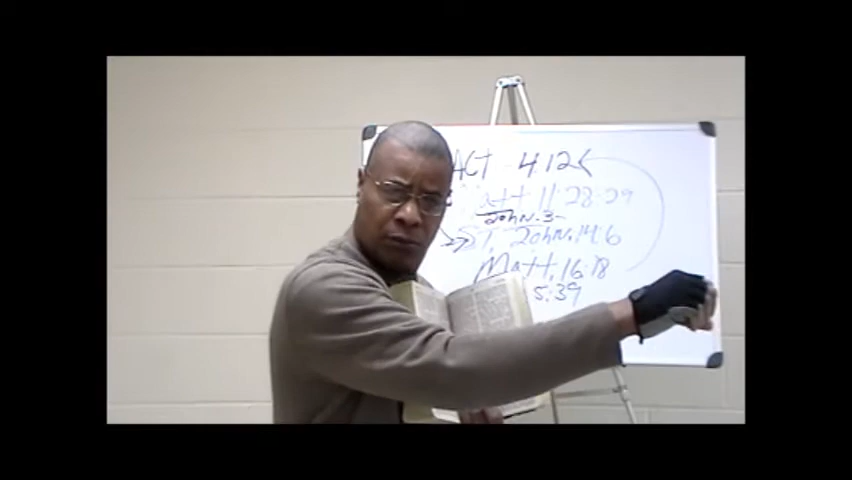 ACT - 4:12
Matt 11:28-29
John.3-
ST. John.14:6
Matt. 16:18
5:39